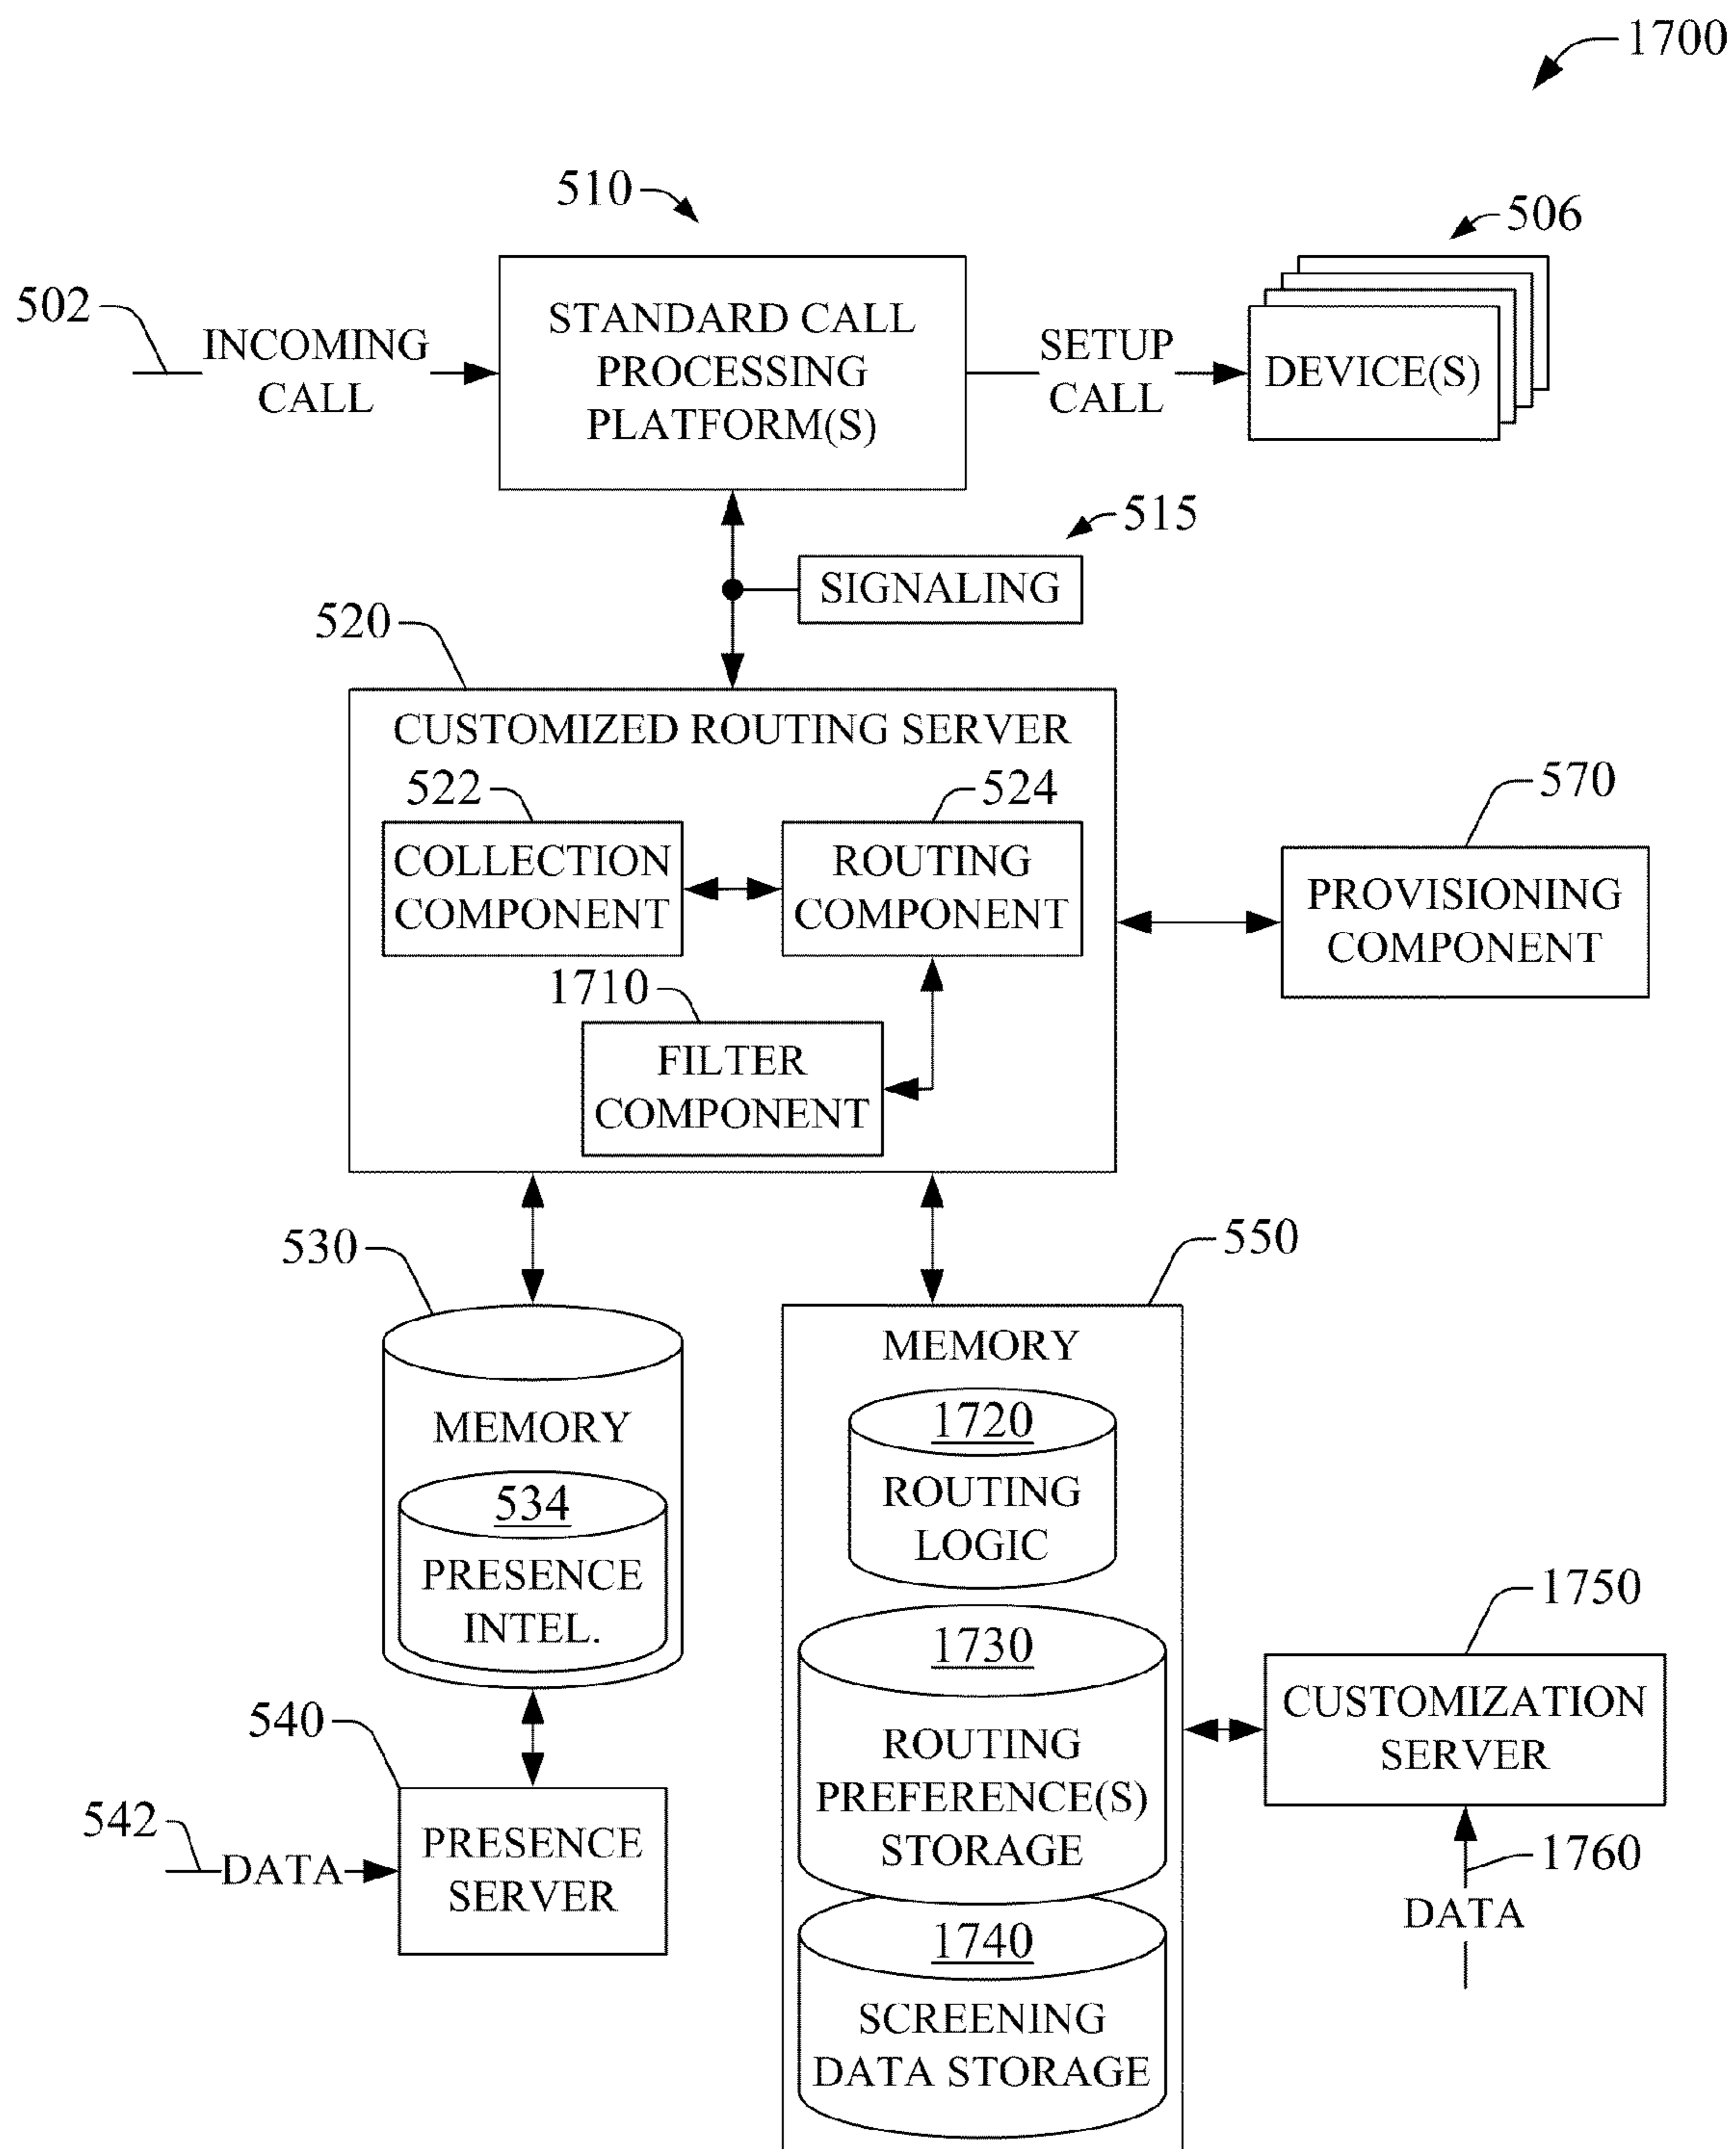 1700
510
506
502
INCOMING
CALL
STANDARD CALL
PROCESSING
PLATFORM(S)
SETUP
CALL
DEVICE(S)
515
SIGNALING
520
CUSTOMIZED ROUTING SERVER
522
524
COLLECTION
COMPONENT
ROUTING
COMPONENT
570
PROVISIONING
COMPONENT
1710
FILTER
COMPONENT
530
550
MEMORY
534
PRESENCE
INTEL.
MEMORY
1720
ROUTING
LOGIC
1730
ROUTING
PREFERENCE(S)
STORAGE
1740
SCREENING
DATA STORAGE
1750
CUSTOMIZATION
SERVER
1760
DATA
540
542
DATA
PRESENCE
SERVER